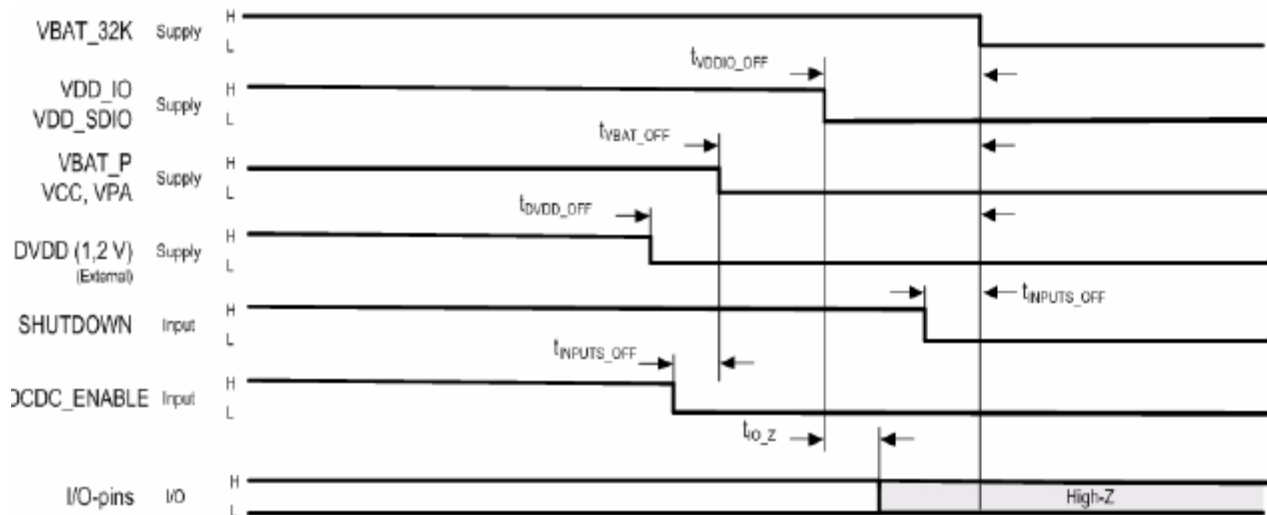 VBAT_32K Supply H
L
tVDDIO_OFF
VDD_IO
VDD_SDIO Supply H
L
tVBAT_OFF
VBAT_P
VCC, VPA Supply H
L
tDVDD_OFF
DVDD (1,2 V)
(External) Supply H
L
SHUTDOWN Input H
L
tINPUTS_OFF
tINPUTS_OFF
DCDC_ENABLE Input H
L
tIO_Z
I/O-pins I/O H
L
High-Z